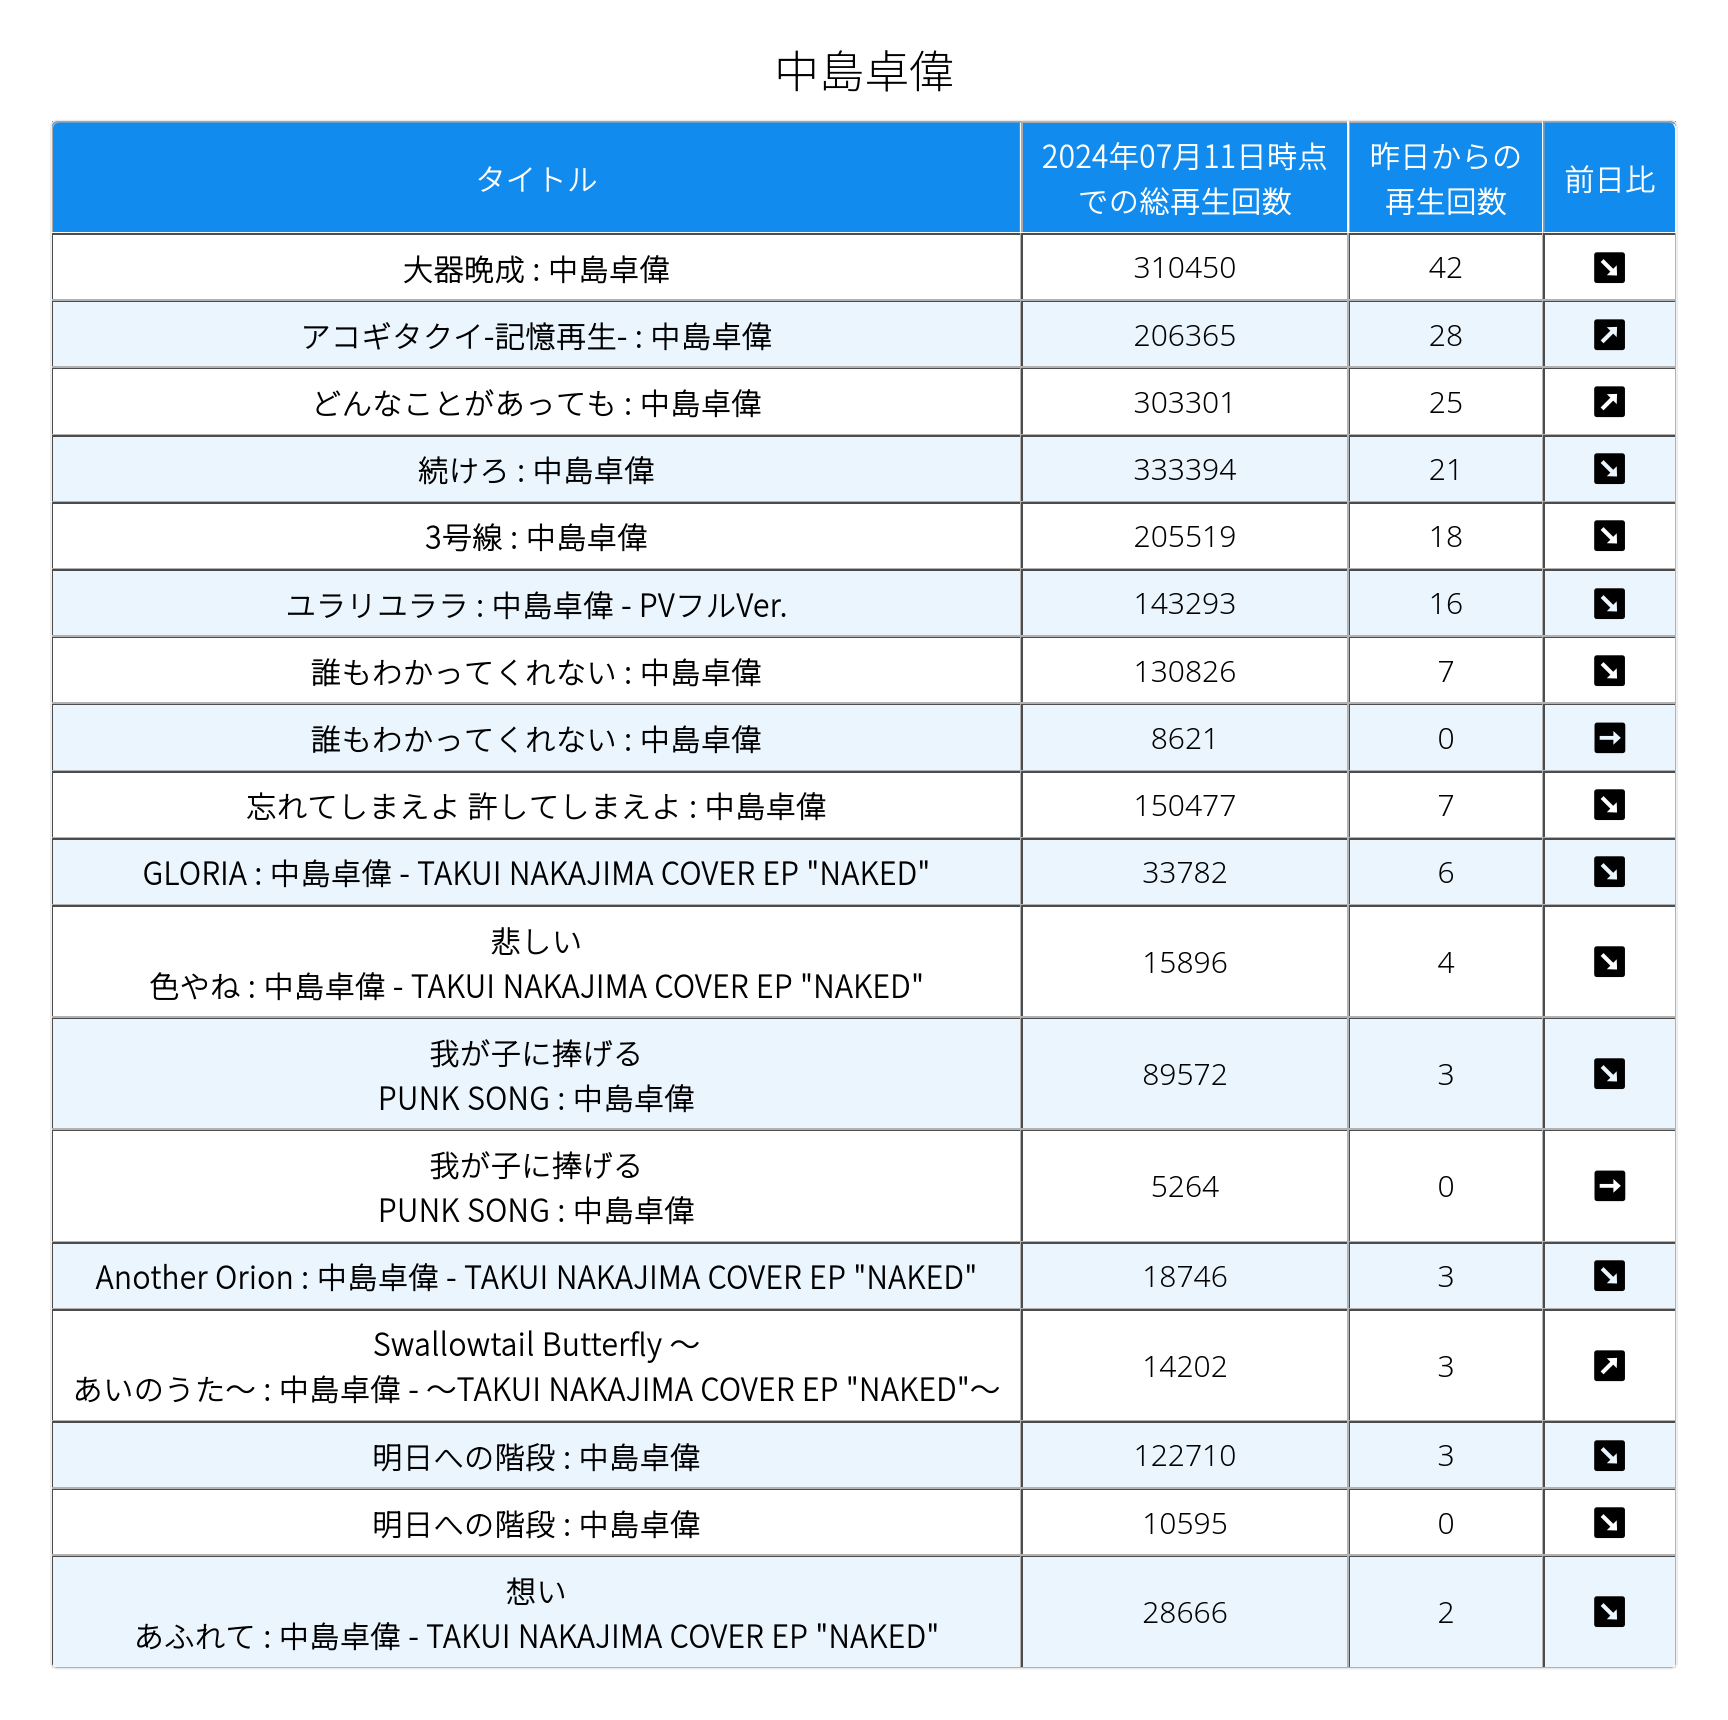 中島卓偉
タイトル
2024年07月11日時点
での総再生回数
昨日からの
再生回数
前日比
大器晩成 : 中島卓偉 310450 42 ↘
アコギタクイ-記憶再生- : 中島卓偉 206365 28 ↗
どんなことがあっても : 中島卓偉 303301 25 ↗
続けろ : 中島卓偉 333394 21 ↘
3号線 : 中島卓偉 205519 18 ↘
ユラリユララ : 中島卓偉 - PVフルVer. 143293 16 ↘
誰もわかってくれない : 中島卓偉 130826 7 ↘
誰もわかってくれない : 中島卓偉 8621 0 →
忘れてしまえよ 許してしまえよ : 中島卓偉 150477 7 ↘
GLORIA : 中島卓偉 - TAKUI NAKAJIMA COVER EP "NAKED" 33782 6 ↘
悲しい
色やね : 中島卓偉 - TAKUI NAKAJIMA COVER EP "NAKED" 15896 4 ↘
我が子に捧げる
PUNK SONG : 中島卓偉 89572 3 ↘
我が子に捧げる
PUNK SONG : 中島卓偉 5264 0 →
Another Orion : 中島卓偉 - TAKUI NAKAJIMA COVER EP "NAKED" 18746 3 ↘
Swallowtail Butterfly ～
あいのうた～ : 中島卓偉 - ～TAKUI NAKAJIMA COVER EP "NAKED"～ 14202 3 ↗
明日への階段 : 中島卓偉 122710 3 ↘
明日への階段 : 中島卓偉 10595 0 ↘
想い
あふれて : 中島卓偉 - TAKUI NAKAJIMA COVER EP "NAKED" 28666 2 ↘